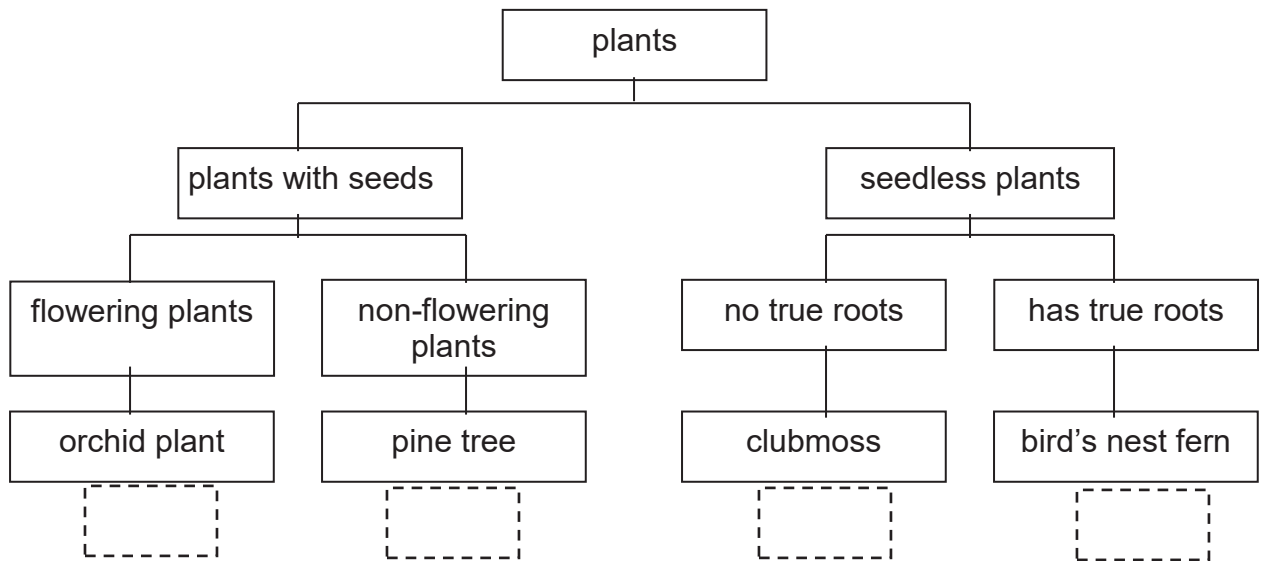 plants
plants with seeds
seedless plants
flowering plants
non-flowering
plants
no true roots
has true roots
orchid plant
pine tree
clubmoss
bird’s nest fern